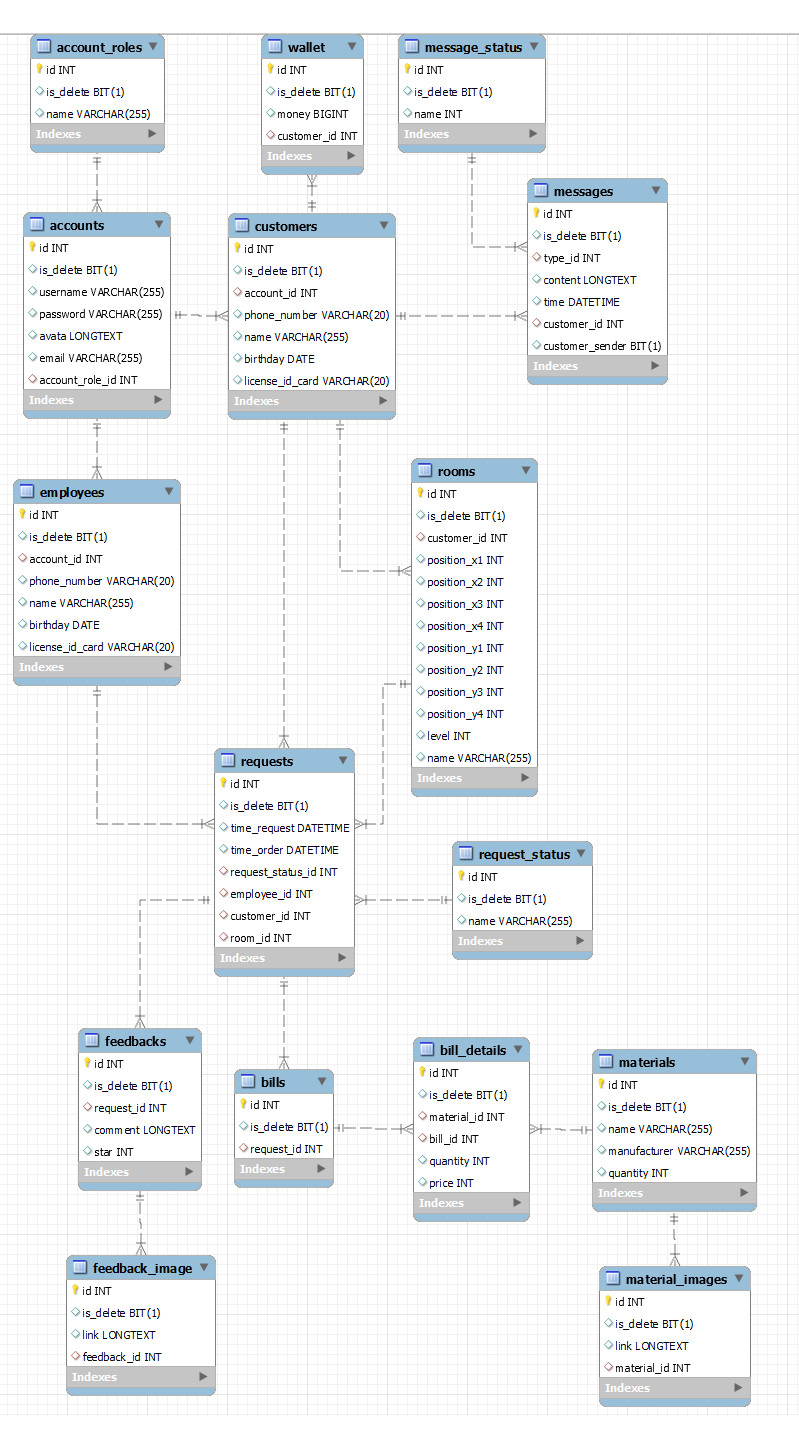 account_roles
id INT
is_delete BIT(1)
name VARCHAR(255)
Indexes
wallet
id INT
is_delete BIT(1)
money BIGINT
customer_id INT
Indexes
message_status
id INT
is_delete BIT(1)
name INT
Indexes
messages
id INT
is_delete BIT(1)
type_id INT
content LONGTEXT
time DATETIME
customer_id INT
customer_sender BIT(1)
Indexes
accounts
id INT
is_delete BIT(1)
username VARCHAR(255)
password VARCHAR(255)
avata LONGTEXT
email VARCHAR(255)
account_role_id INT
Indexes
customers
id INT
is_delete BIT(1)
account_id INT
phone_number VARCHAR(20)
name VARCHAR(255)
birthday DATE
license_id_card VARCHAR(20)
Indexes
employees
id INT
is_delete BIT(1)
account_id INT
phone_number VARCHAR(20)
name VARCHAR(255)
birthday DATE
license_id_card VARCHAR(20)
Indexes
rooms
id INT
is_delete BIT(1)
customer_id INT
position_x1 INT
position_x2 INT
position_x3 INT
position_x4 INT
position_y1 INT
position_y2 INT
position_y3 INT
position_y4 INT
level INT
name VARCHAR(255)
Indexes
requests
id INT
is_delete BIT(1)
time_request DATETIME
time_order DATETIME
request_status_id INT
employee_id INT
customer_id INT
room_id INT
Indexes
request_status
id INT
is_delete BIT(1)
name VARCHAR(255)
Indexes
feedbacks
id INT
is_delete BIT(1)
request_id INT
comment LONGTEXT
star INT
Indexes
bills
id INT
is_delete BIT(1)
request_id INT
Indexes
bill_details
id INT
is_delete BIT(1)
material_id INT
bill_id INT
quantity INT
price INT
Indexes
materials
id INT
is_delete BIT(1)
name VARCHAR(255)
manufacturer VARCHAR(255)
quantity INT
Indexes
feedback_image
id INT
is_delete BIT(1)
link LONGTEXT
feedback_id INT
Indexes
material_images
id INT
is_delete BIT(1)
link LONGTEXT
material_id INT
Indexes